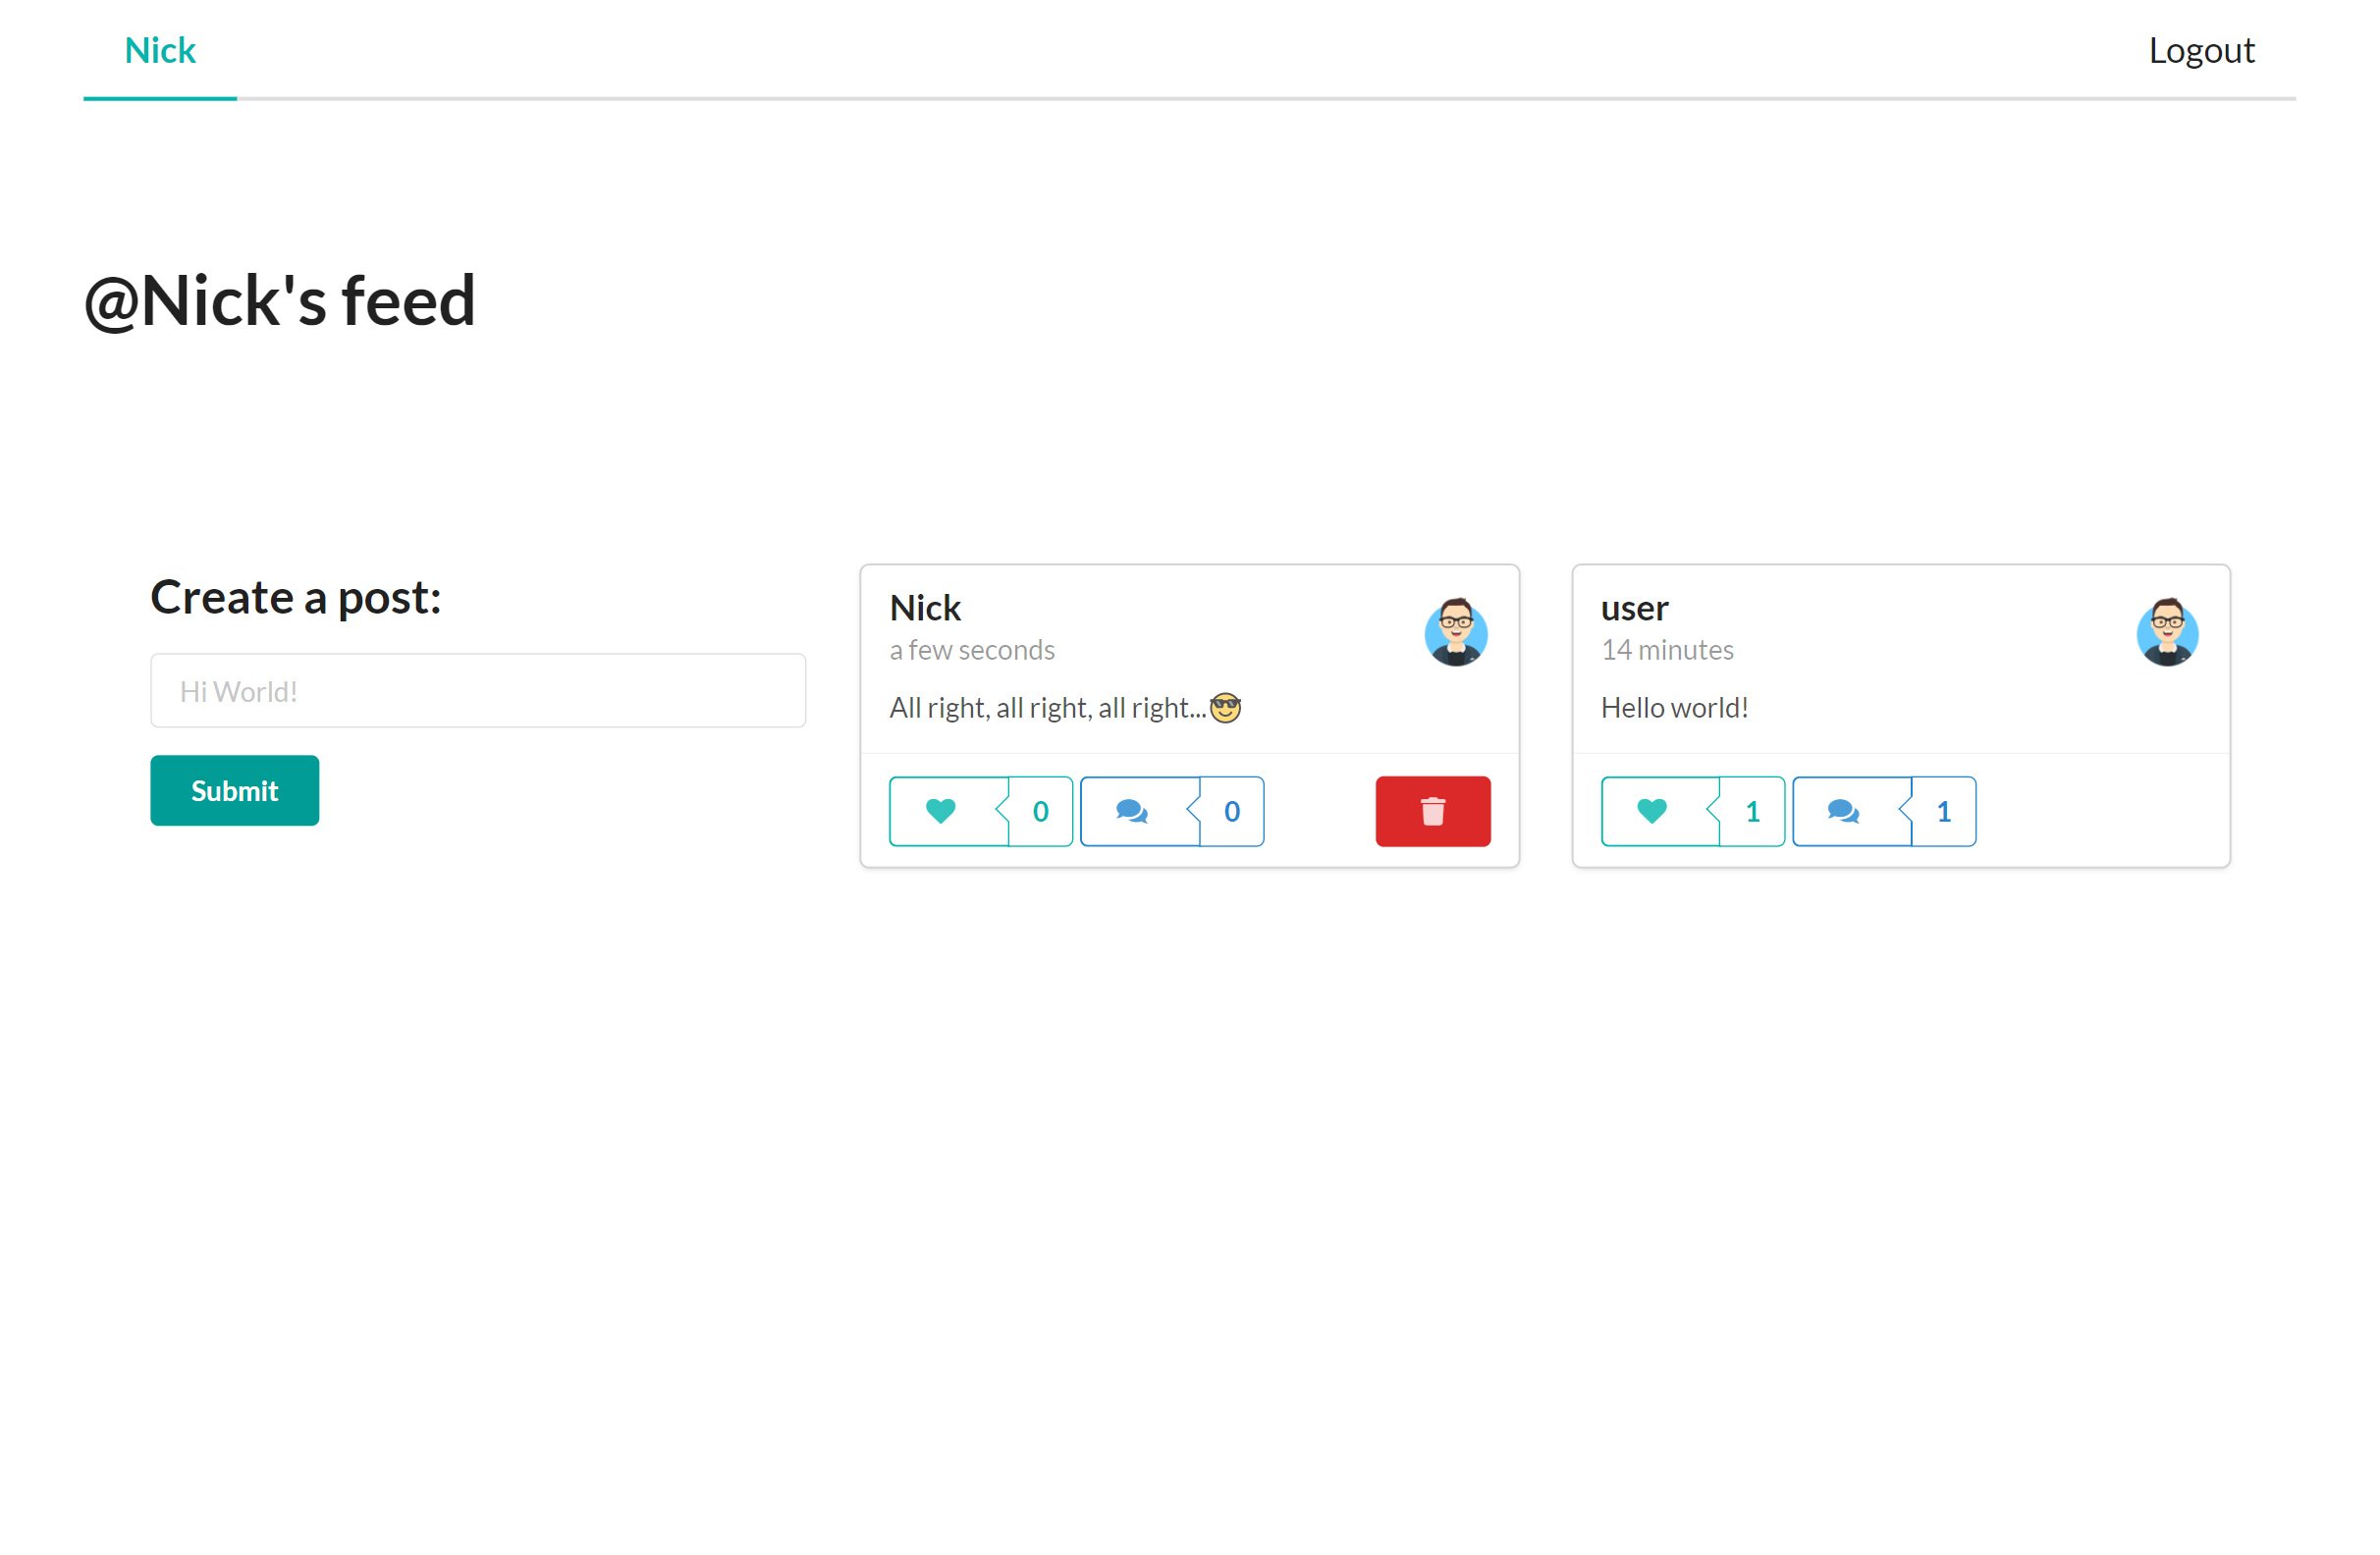 Nick
Logout
@Nick's feed
Create a post:
Hi World!
Submit
Nick
a few seconds
All right, all right, all right...😎
0
0
user
14 minutes
Hello world!
1
1